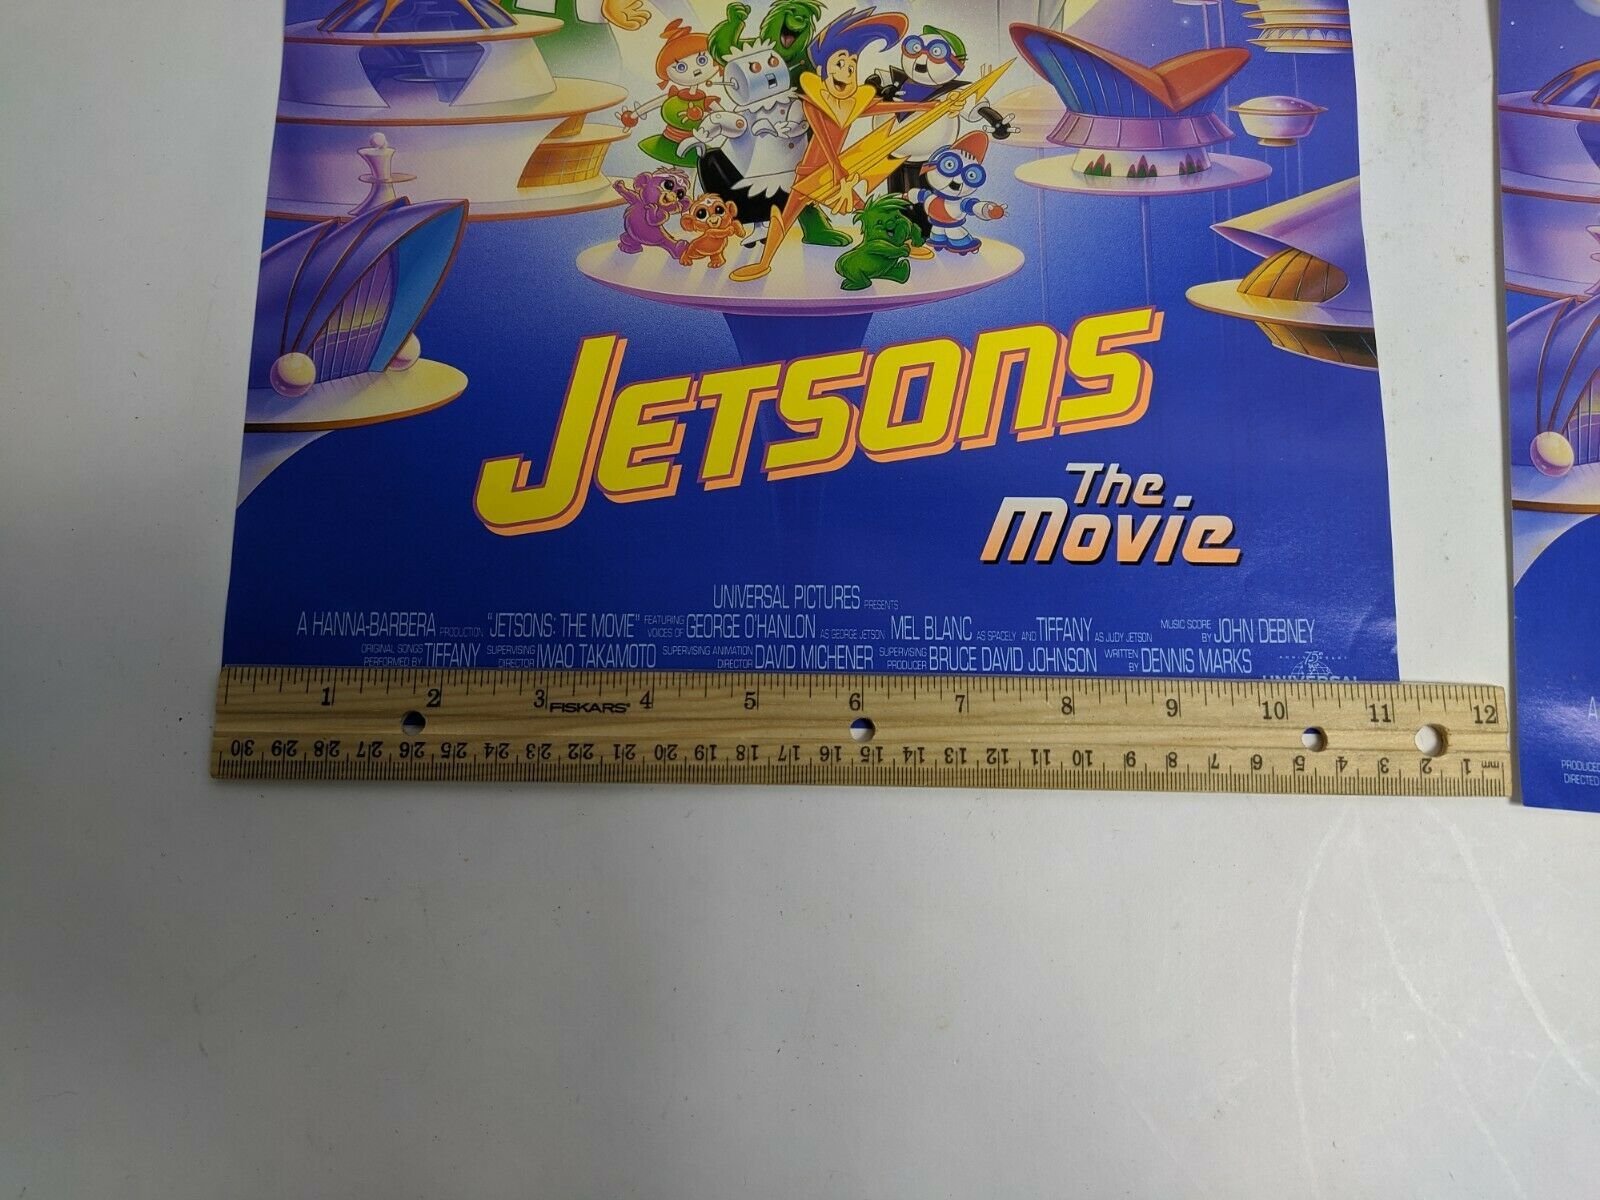 JETSONS
The
Movie
UNIVERSAL PICTURES PRESENTS
A HANNA-BARBERA PRODUCTION "JETSONS: THE MOVIE" FEATURING VOICES OF GEORGE O'HANLON AS GEORGE JETSON MEL BLANC AS SPACELY AND TIFFANY AS JUDY JETSON MUSIC SCORE BY JOHN DEBNEY
ORIGINAL SONGS PERFORMED BY TIFFANY SUPERVISING DIRECTOR IWAO TAKAMOTO SUPERVISING ANIMATION DIRECTOR DAVID MICHENER SUPERVISING PRODUCER BRUCE DAVID JOHNSON WRITTEN BY DENNIS MARKS
75th ANNIVERSARY
UNIVERSAL
1 2 3 FISKARS 4 5 6 7 8 9 10 11 12
30 29 28 27 26 25 24 23 22 21 20 19 18 17 16 15 14 13 12 11 10 9 8 7 6 5 4 3 2 1 mm
A
PRODUCED
DIRECTED